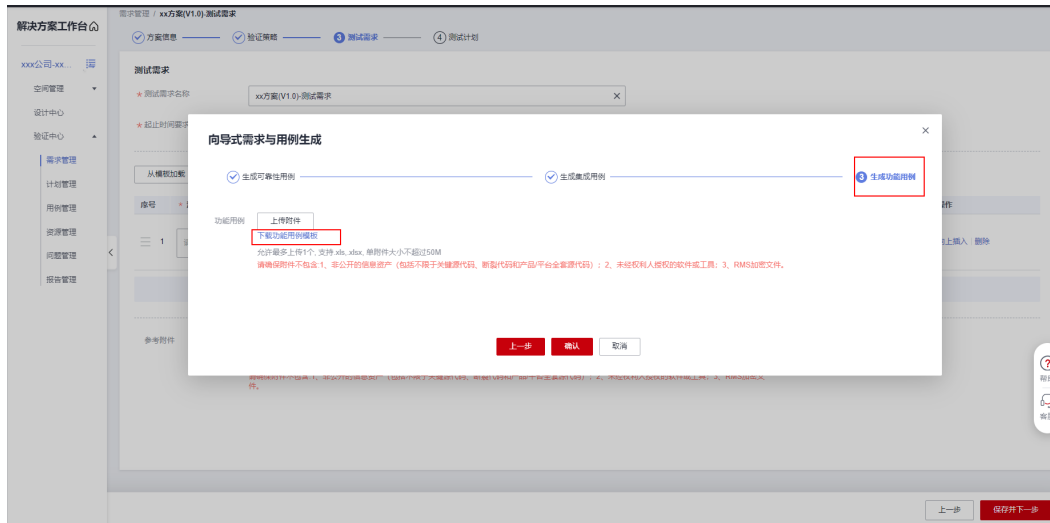 解决方案工作台
需求管理 / xx方案(V1.0)-测试需求
方案信息
验证策略
3 测试需求
4 测试计划
xxx公司-xx...
空间管理
设计中心
验证中心
需求管理
计划管理
用例管理
资源管理
问题管理
报告管理
测试需求
* 测试需求名称
xx方案(V1.0)-测试需求
* 起止时间要求
从模板加载
序号
1
向上插入 删除
向导式需求与用例生成
生成可靠性用例
生成集成用例
3 生成功能用例
功能用例
上传附件
下载功能用例模板
允许最多上传1个, 支持.xls, xlsx, 单附件大小不超过50M
请确保附件不包含:1、非公开的信息资产（包括不限于关键源代码、断裂代码和产品/平台全套源代码）; 2、未经权利人授权的软件或工具; 3、RMS加密文件。
上一步
确认
取消
参考附件
件。
上一步
保存并下一步